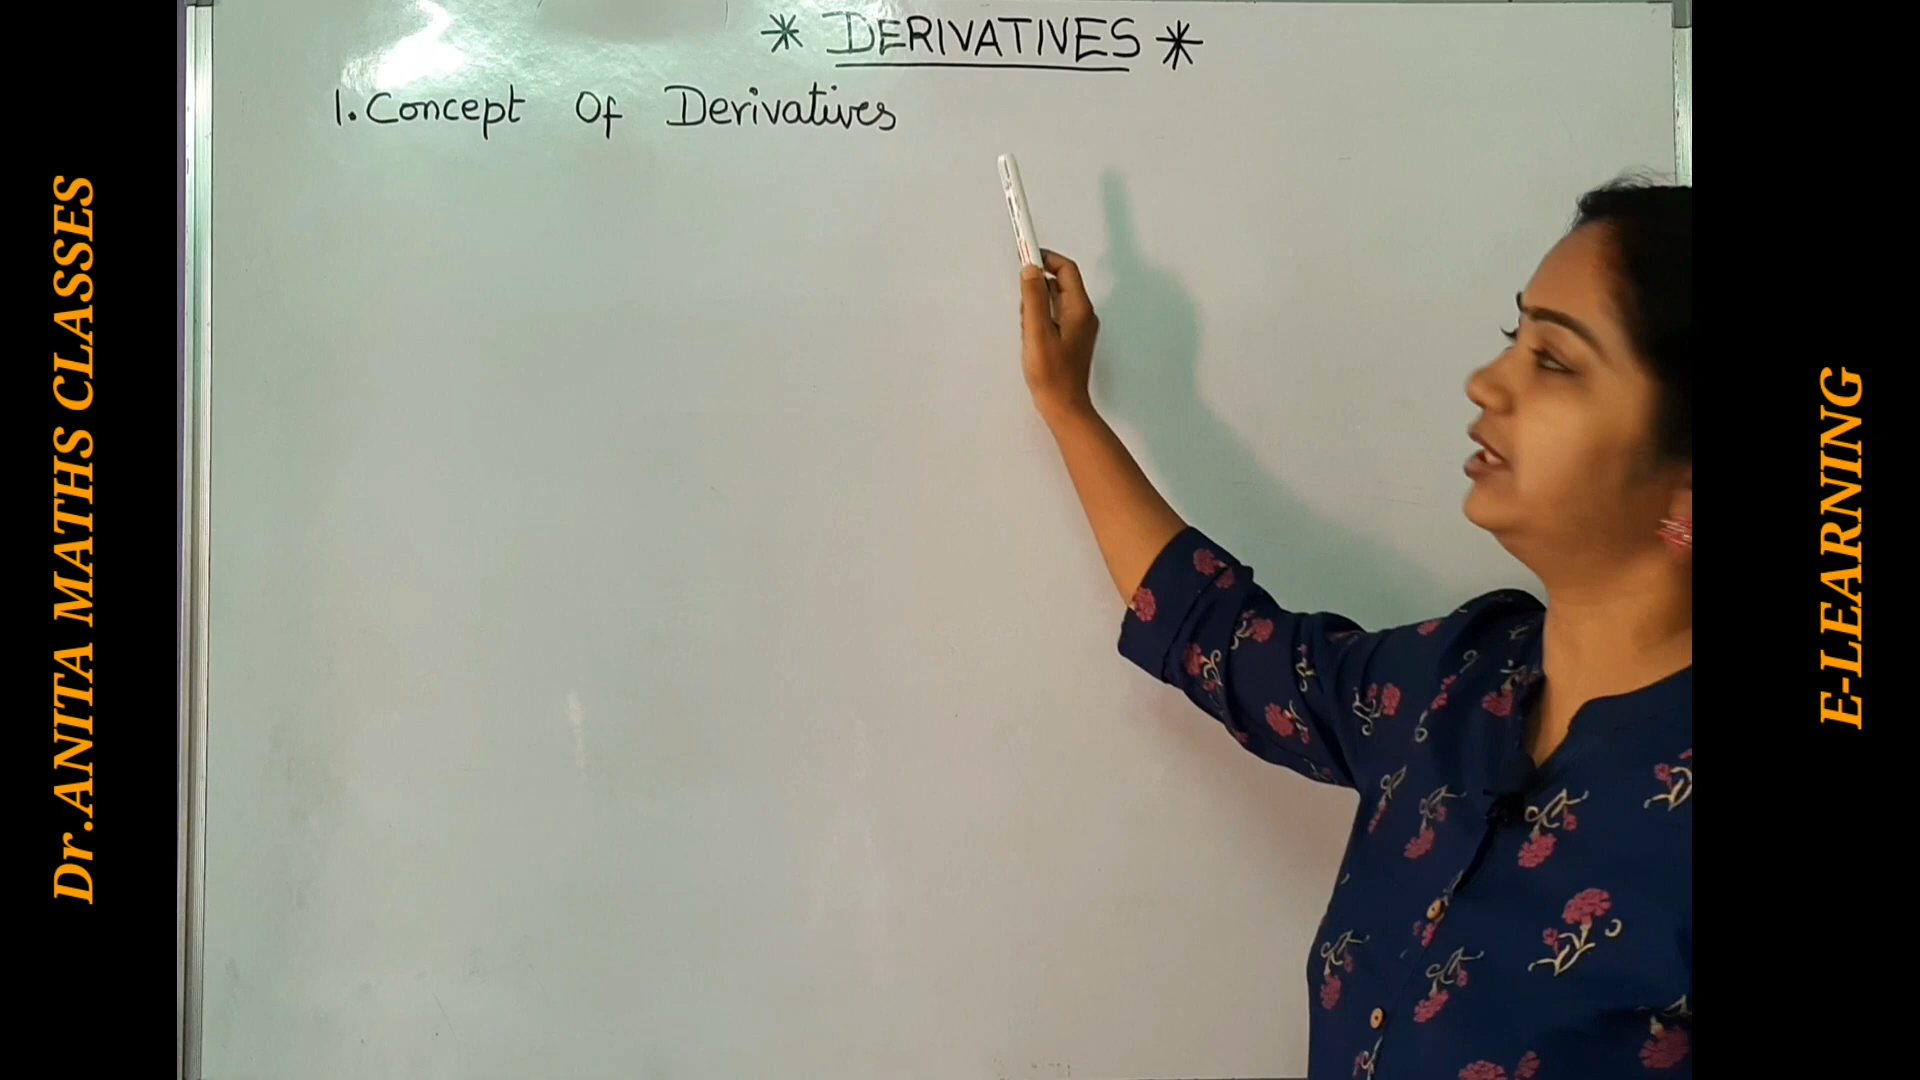 * DERIVATIVES *
1. Concept Of Derivatives
Dr.ANITA MATHS CLASSES
E-LEARNING